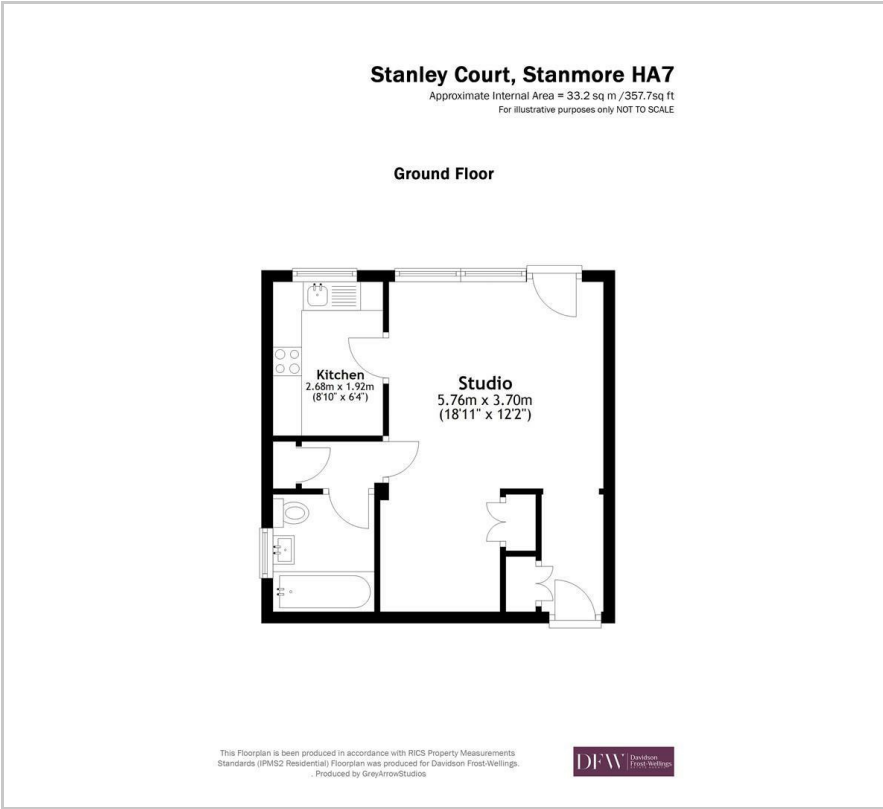 Stanley Court, Stanmore HA7
Approximate Internal Area = 33.2 sq m /357.7sq ft
For illustrative purposes only NOT TO SCALE
Ground Floor
Kitchen
2.68m x 1.92m
(8'10" x 6'4")
Studio
5.76m x 3.70m
(18'11" x 12'2")
This Floorplan is been produced in accordance with RICS Property Measurements
Standards (IPMS2 Residential) Floorplan was produced for Davidson Frost-Wellings.
. Produced by GreyArrowStudios
DFW
Davidson
Frost-Wellings